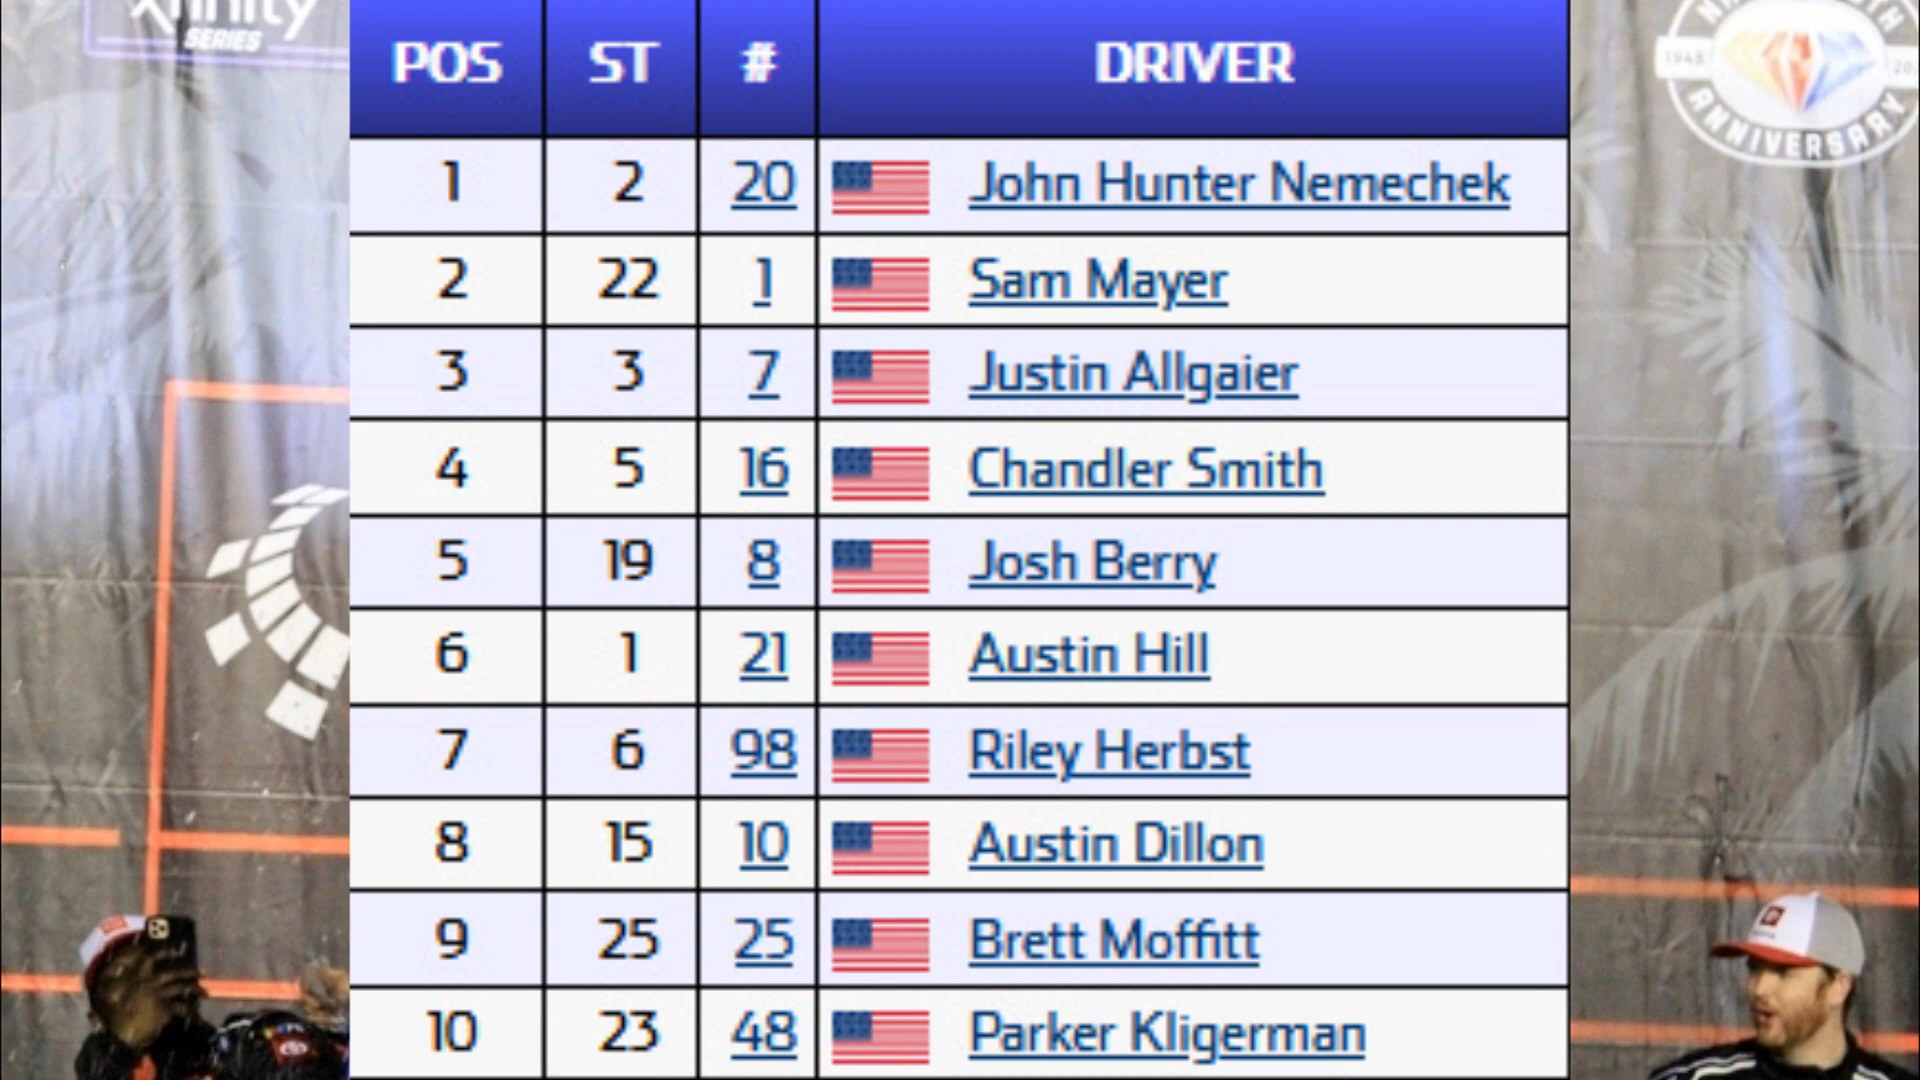 Xfinity
SERIES
POS ST # DRIVER
1 2 20 John Hunter Nemechek
2 22 1 Sam Mayer
3 3 7 Justin Allgaier
4 5 16 Chandler Smith
5 19 8 Josh Berry
6 1 21 Austin Hill
7 6 98 Riley Herbst
8 15 10 Austin Dillon
9 25 25 Brett Moffitt
10 23 48 Parker Kligerman
1948
ANNIVERSARY